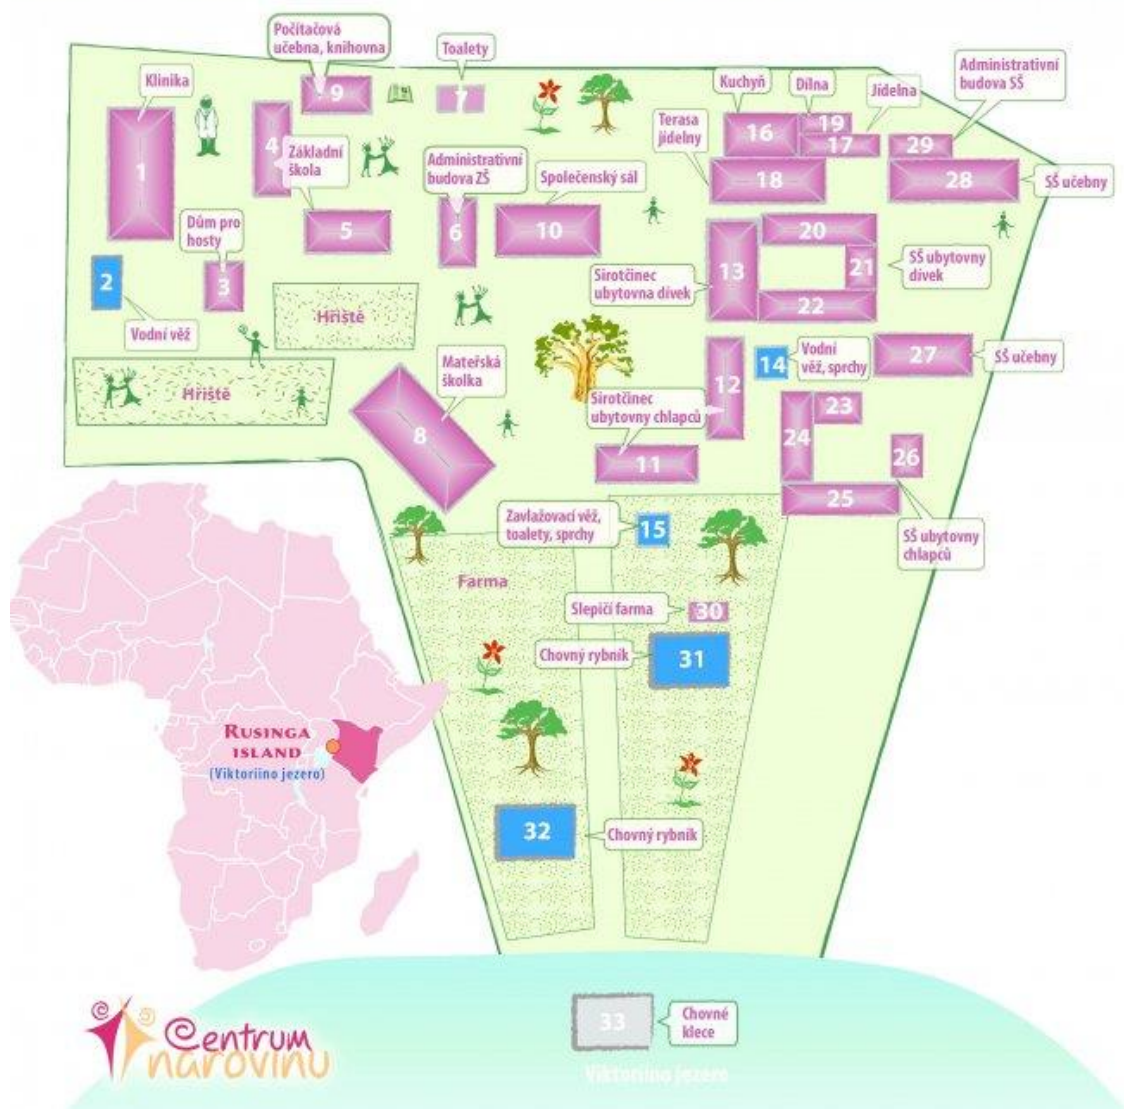 Počítačová
učebna, knihovna
Toalety
Klinika
9
7
Kuchyň
Dílna
Jídelna
Administrativní
budova SŠ
1
4
Základní
škola
Administrativní
budova ZŠ
Společenský sál
Terasa
jídelny
16
19
17
29
18
28
SŠ učebny
Dům pro
hosty
5
6
10
2
3
Vodní věž
Hřiště
Hřiště
Sirotčinec
ubytovna dívek
13
20
21
22
SŠ ubytovny
dívek
Mateřská
školka
8
12
14
Vodní
věž, sprchy
27
SŠ učebny
Sirotčinec
ubytovny chlapců
11
24
23
26
25
SŠ ubytovny
chlapců
Zavlažovací věž,
toalety, sprchy
15
Farma
Slepičí farma
30
Chovný rybník
31
RUSINGA
ISLAND
(Viktoriino jezero)
32
Chovný rybník
33
Chovné
klece
Viktoriino jezero
Centrum
narovinu